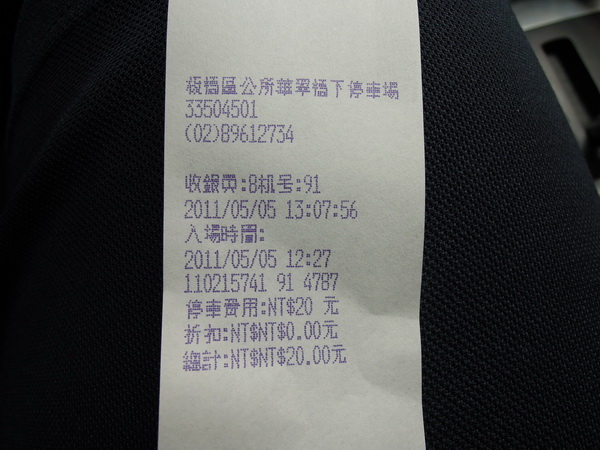 板橋區公所華翠橋下停車場
33504501
(02)89612734
收銀員:8机号:91
2011/05/05 13:07:56
入場時間:
2011/05/05 12:27
110215741 91 4787
停車費用:NT$20 元
折扣:NT$NT$0.00元
總計:NT$NT$20.00元